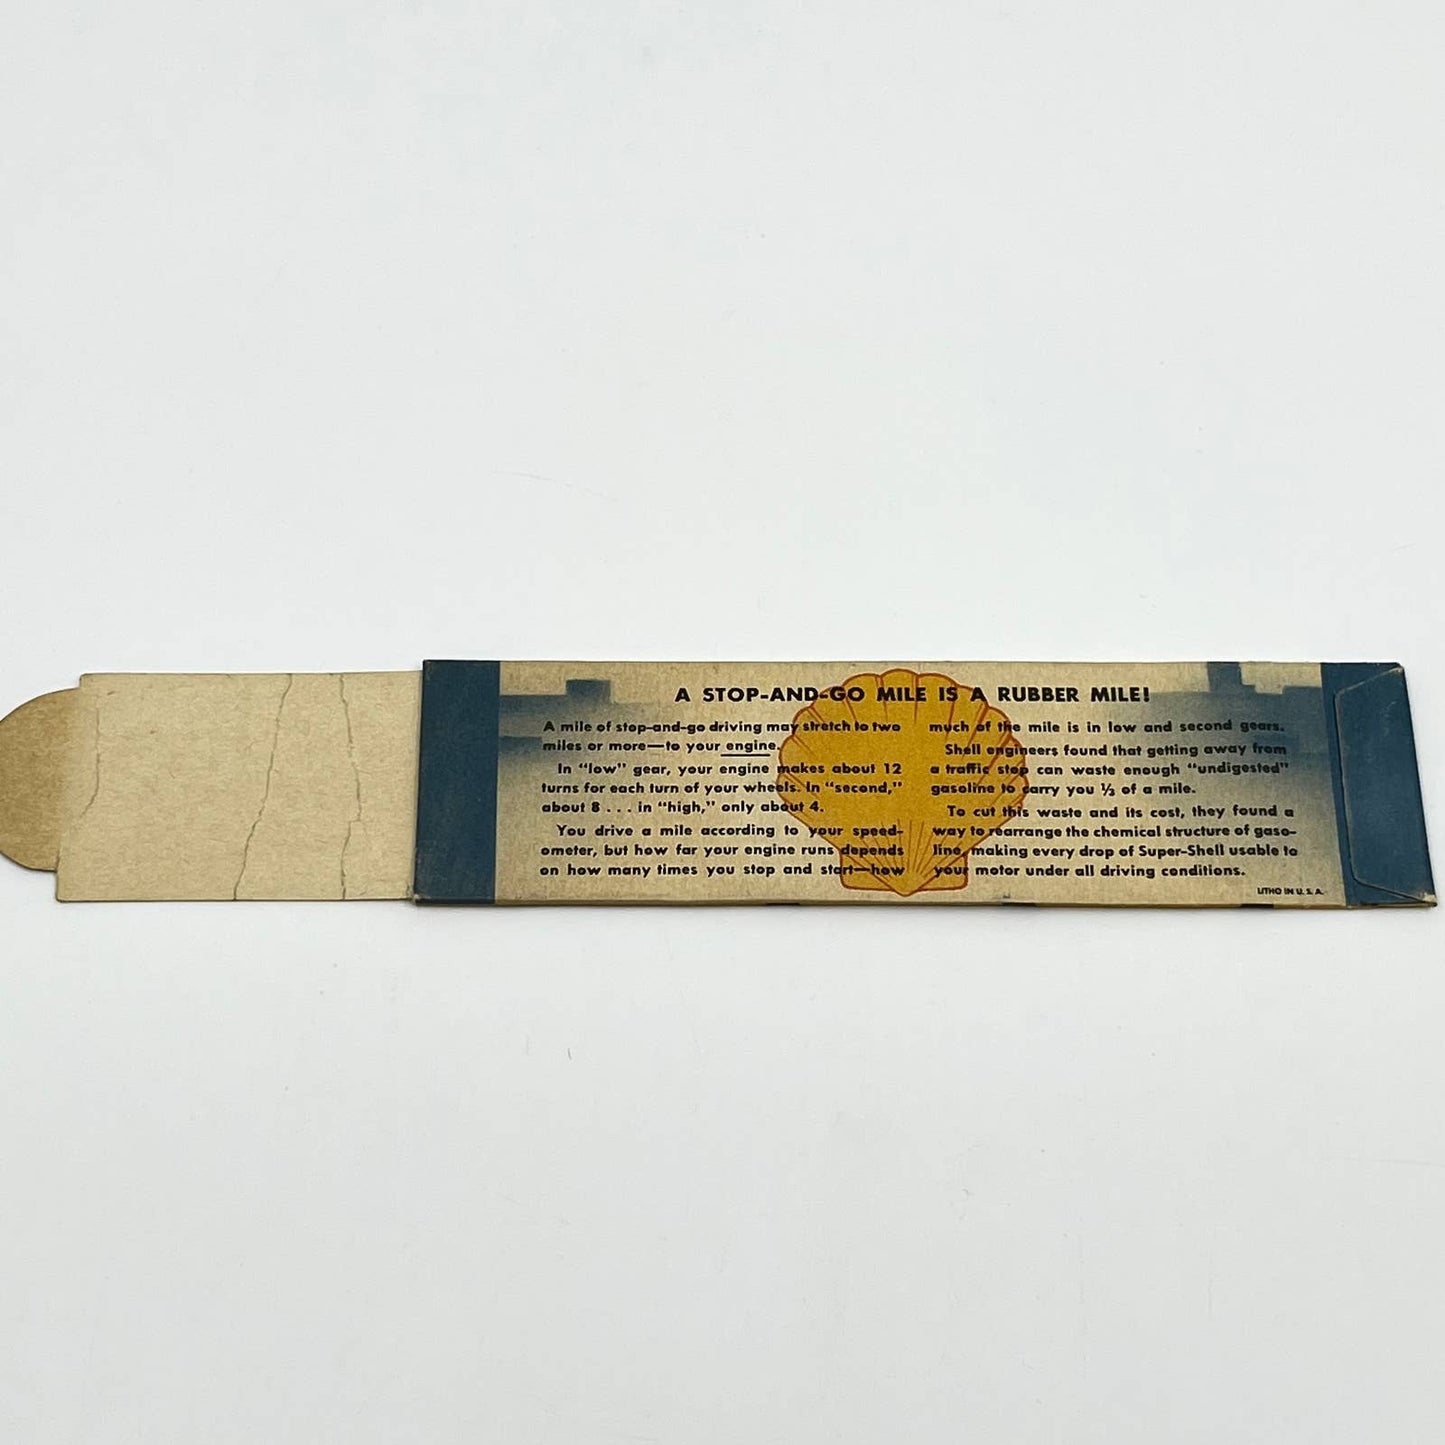 A STOP-AND-GO MILE IS A RUBBER MILE!
A mile of stop-and-go driving may stretch to two
miles or more—to your engine.
In "low" gear, your engine makes about 12
turns for each turn of your wheels. In "second,"
about 8 . . . in "high," only about 4.
You drive a mile according to your speed-
ometer, but how far your engine runs depends
on how many times you stop and start—how
much of the mile is in low and second gears.
Shell engineers found that getting away from
a traffic stop can waste enough "undigested"
gasoline to carry you ⅓ of a mile.
To cut this waste and its cost, they found a
way to rearrange the chemical structure of gaso-
line, making every drop of Super-Shell usable to
your motor under all driving conditions.
LITHO IN U. S. A.